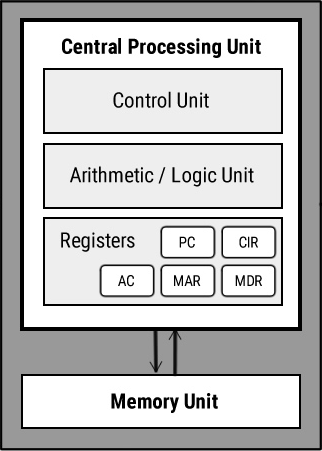 Central Processing Unit
Control Unit
Arithmetic / Logic Unit
Registers PC CIR
AC MAR MDR
Memory Unit